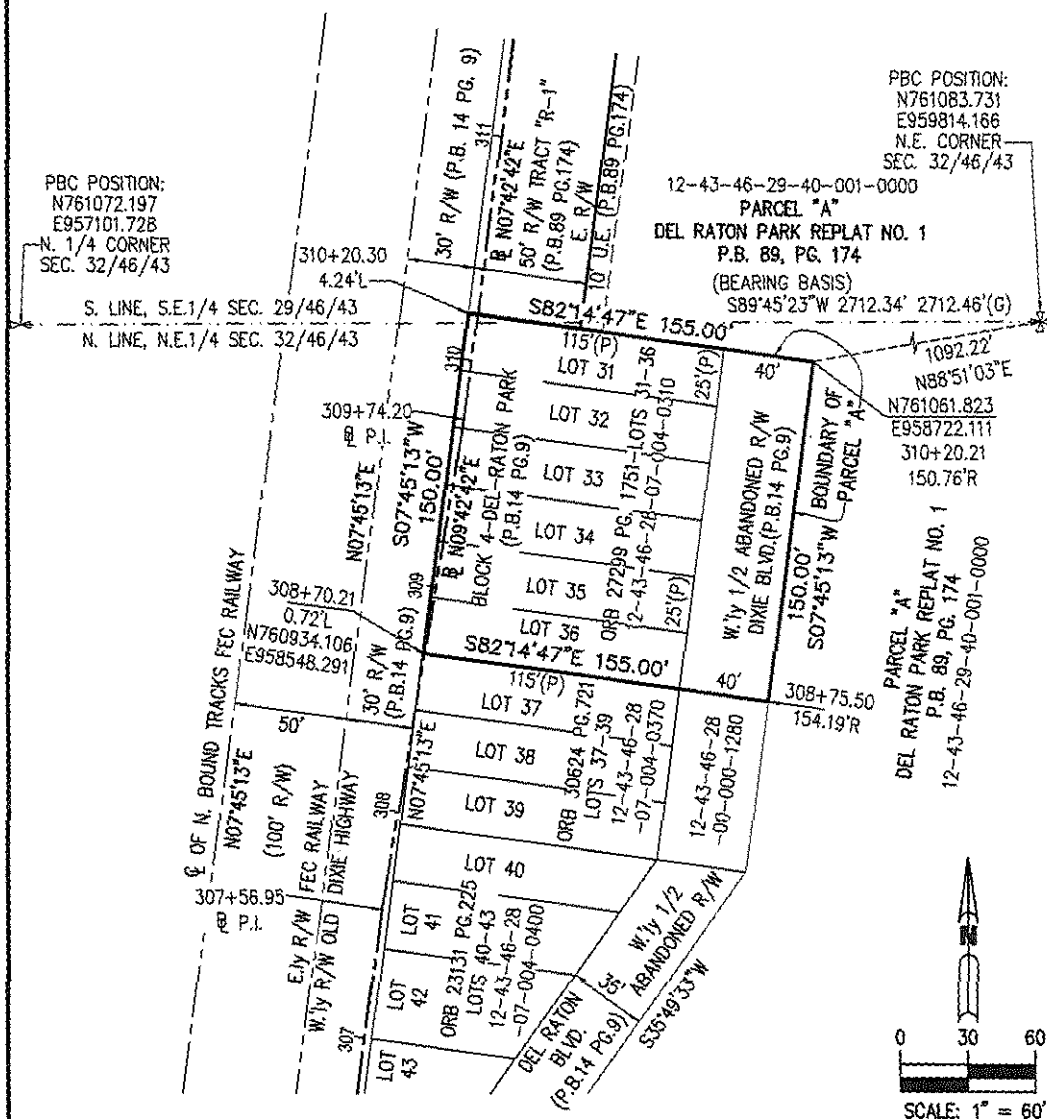 PBC POSITION:
N761072.197
E957101.728
N. 1/4 CORNER
SEC. 32/46/43
S. LINE, S.E.1/4 SEC. 29/46/43
N. LINE, N.E.1/4 SEC. 32/46/43
310+20.30
4.24'L
30' R/W (P.B. 14 PG. 9)
311
N07°42'42"E
50' R/W TRACT "R-1"
(P.B.89 PG.174)
E. R/W
10' U.E. (P.B.89 PG.174)
PBC POSITION:
N761083.731
E959814.166
N.E. CORNER
SEC. 32/46/43
12-43-46-29-40-001-0000
PARCEL "A"
DEL RATON PARK REPLAT NO. 1
P.B. 89, PG. 174
(BEARING BASIS)
S89°45'23"W 2712.34' 2712.46'(G)
1092.22'
N88°51'03"E
N761061.823
E958722.111
310+20.21
150.76'R
S82°14'47"E 155.00'
115'(P)
40'
LOT 31
LOT 32
LOT 33
LOT 34
LOT 35
LOT 36
25'(P)
25'(P)
ORB 27299 PG. 1751-LOTS 31-36
12-43-46-28-07-004-0310
W.'ly 1/2 ABANDONED R/W
DIXIE BLVD.(P.B.14 PG.9)
BOUNDARY OF
PARCEL "A"
S07°45'13"W
150.00'
310
309+74.20
P.I.
N07°45'13"E
S07°45'13"W
150.00'
N09°42'42"E
BLOCK 4-DEL-RATON PARK
(P.B.14 PG.9)
309
308+70.21
0.72'L
N760934.106
E958548.291
30' R/W
(P.B.14 PG.9)
S82°14'47"E 155.00'
115'(P)
40'
308+75.50
154.19'R
PARCEL "A"
DEL RATON PARK REPLAT NO. 1
P.B. 89, PG. 174
12-43-46-29-40-001-0000
LOT 37
LOT 38
LOT 39
LOT 40
LOT
41
LOT
42
LOT
43
ORB 30624 PG.721
LOTS 37-39
12-43-46-28
-07-004-0370
12-43-46-28
-00-000-1280
50'
℄ OF N. BOUND TRACKS FEC RAILWAY
N07°45'13"E
(100' R/W)
E.ly R/W FEC RAILWAY
W.'ly R/W OLD DIXIE HIGHWAY
N07°45'13"E
308
307+56.95
P.I.
307
ORB 23131 PG.225
LOTS 40-43
12-43-46-28
-07-004-0400
W.'ly 1/2
ABANDONED R/W
35'
DEL RATON
BLVD.
(P.B.14 PG.9)
S35°49'33"W
N
0 30 60
SCALE: 1" = 60'